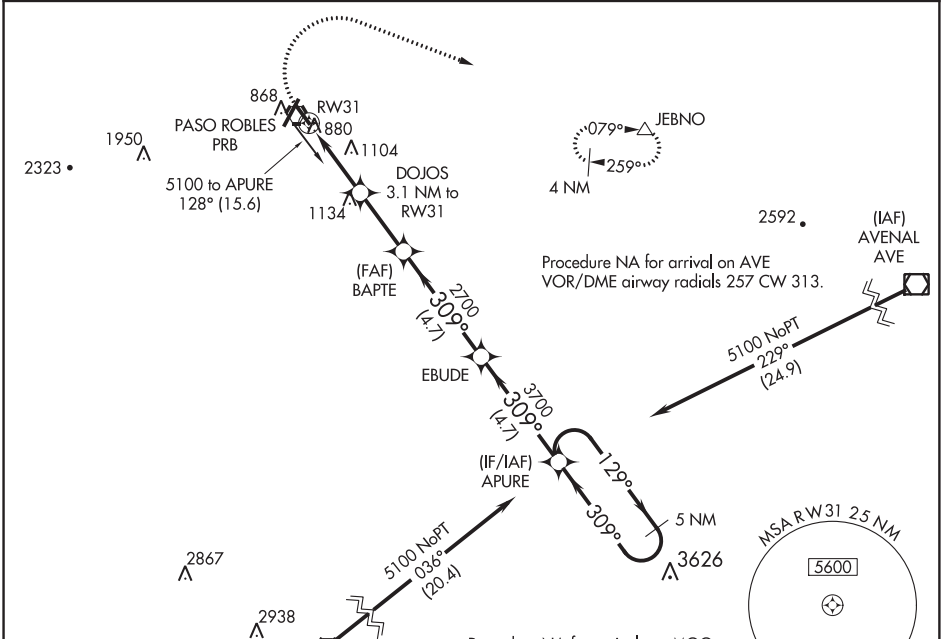 868
RW31
PASO ROBLES
PRB
880
1950
1104
2323
5100 to APURE
128° (15.6)
DOJOS
3.1 NM to
RW31
1134
079°
JEBNO
259°
4 NM
2592
(IAF)
AVENAL
AVE
(FAF)
BAPTE
Procedure NA for arrival on AVE
VOR/DME airway radials 257 CW 313.
2700
309°
(4.7)
5100 NoPT
229°
(24.9)
EBUDE
3700
309°
(4.7)
(IF/IAF)
APURE
129°
309°
5 NM
3626
MSA RW31 25 NM
5600
5100 NoPT
036°
(20.4)
2867
2938